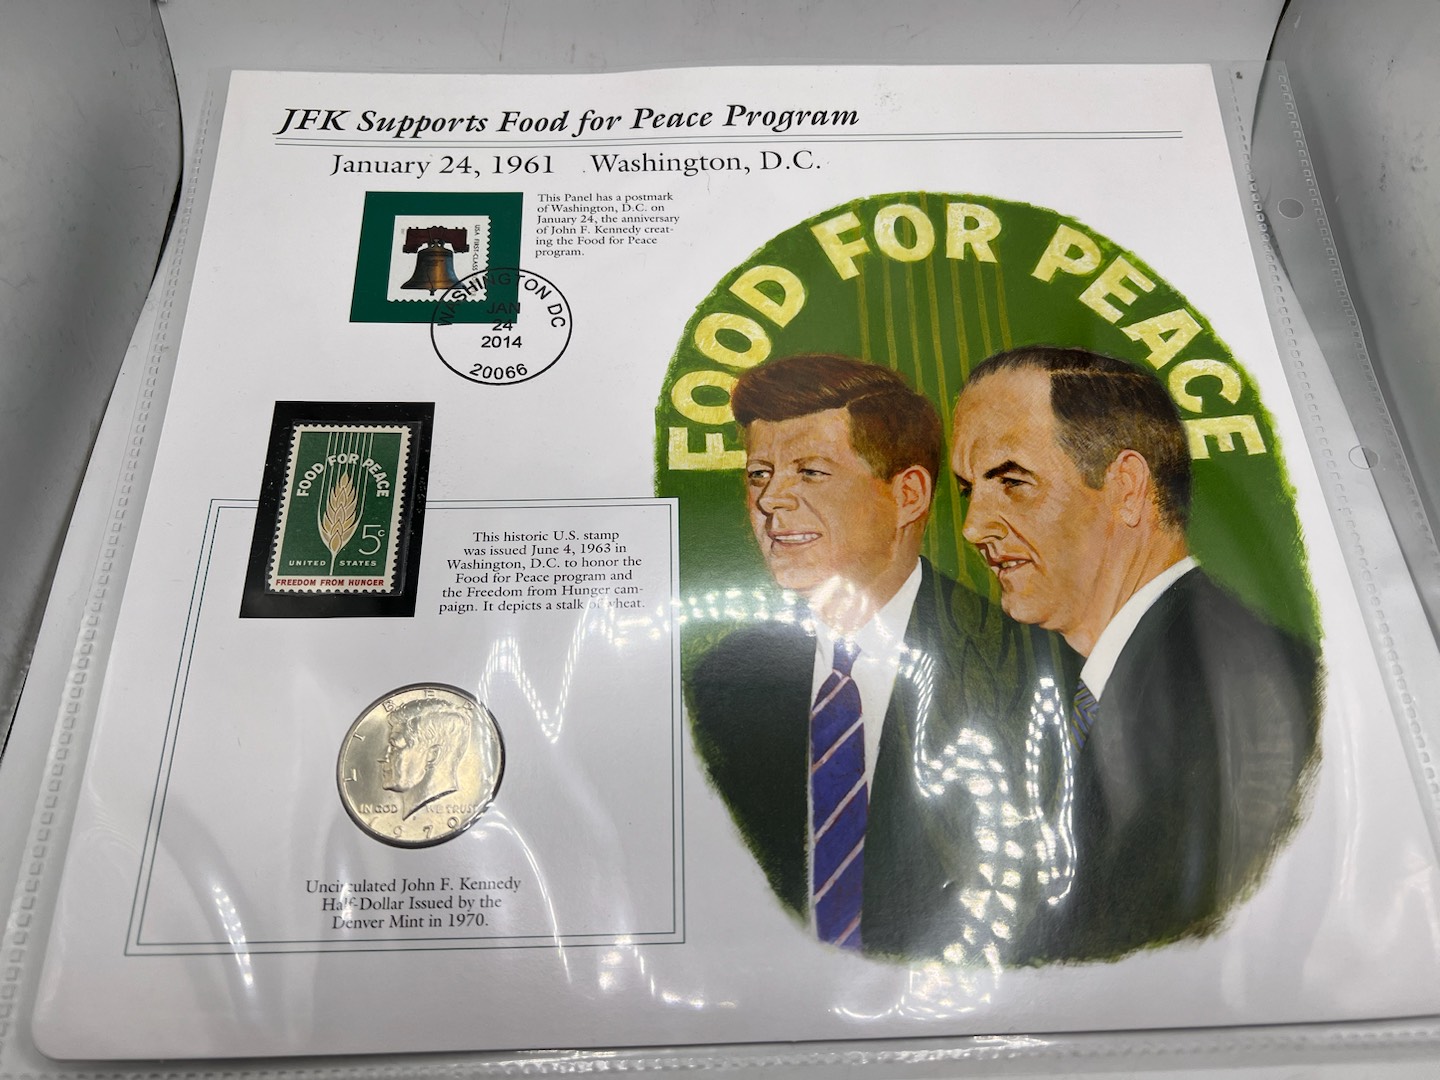 JFK Supports Food for Peace Program
January 24, 1961 Washington, D.C.
This Panel has a postmark
of Washington, D.C. on
January 24, the anniversary
of John F. Kennedy creat-
ing the Food for Peace
program.
USA FIRST-CLASS
WASHINGTON DC
JAN
24
2014
20066
FOOD FOR PEACE
FOOD FOR PEACE
5c
UNITED STATES
FREEDOM FROM HUNGER
This historic U.S. stamp
was issued June 4, 1963 in
Washington, D.C. to honor the
Food for Peace program and
the Freedom from Hunger cam-
paign. It depicts a stalk of wheat.
LIBERTY
IN GOD WE TRUST
1970
Uncirculated John F. Kennedy
Half-Dollar Issued by the
Denver Mint in 1970.